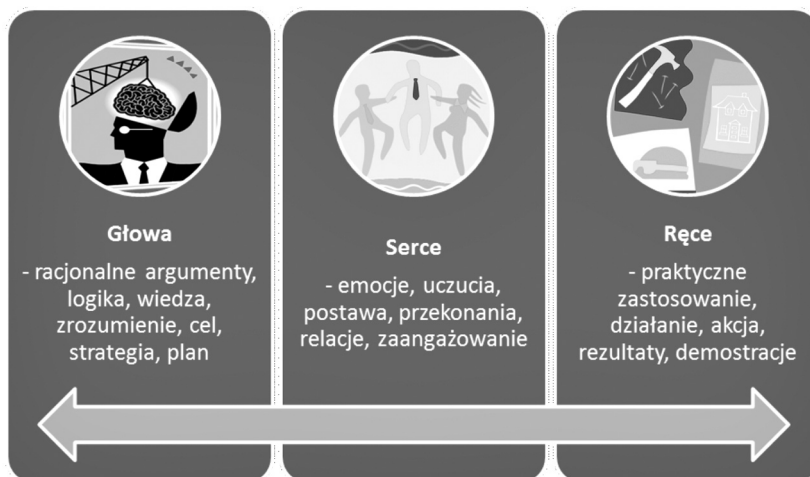 Głowa
- racjonalne argumenty,
logika, wiedza,
zrozumienie, cel,
strategia, plan
Serce
- emocje, uczucia,
postawa, przekonania,
relacje, zaangażowanie
Ręce
- praktyczne
zastosowanie,
działanie, akcja,
rezultaty, demostracje